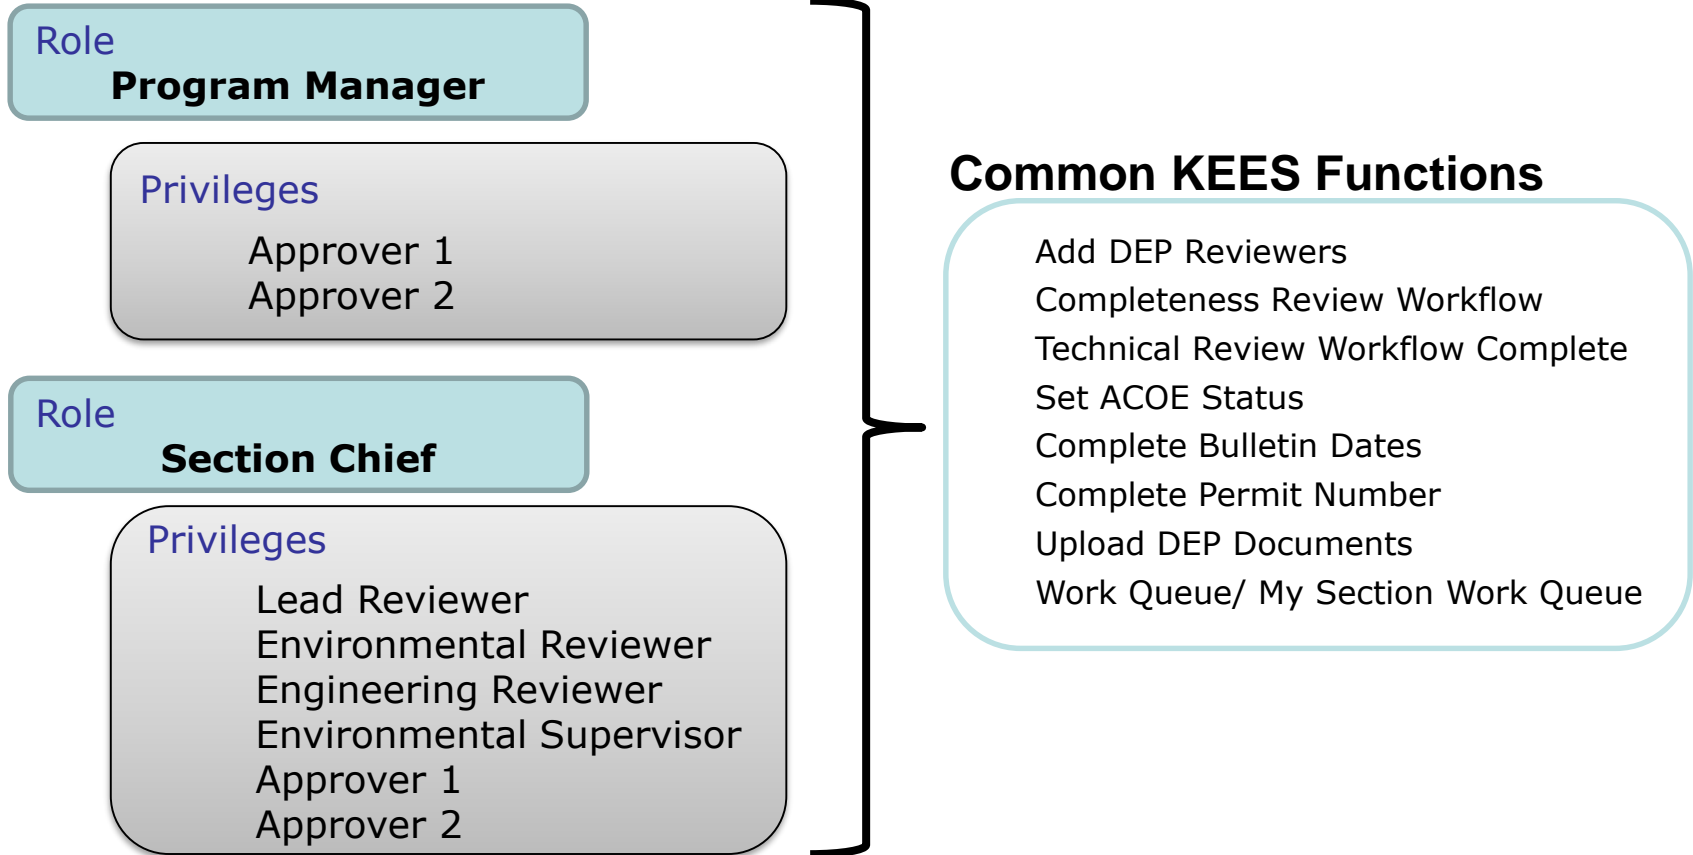 Role
Program Manager
Privileges
Approver 1
Approver 2
Role
Section Chief
Privileges
Lead Reviewer
Environmental Reviewer
Engineering Reviewer
Environmental Supervisor
Approver 1
Approver 2
Common KEES Functions
Add DEP Reviewers
Completeness Review Workflow
Technical Review Workflow Complete
Set ACOE Status
Complete Bulletin Dates
Complete Permit Number
Upload DEP Documents
Work Queue/ My Section Work Queue